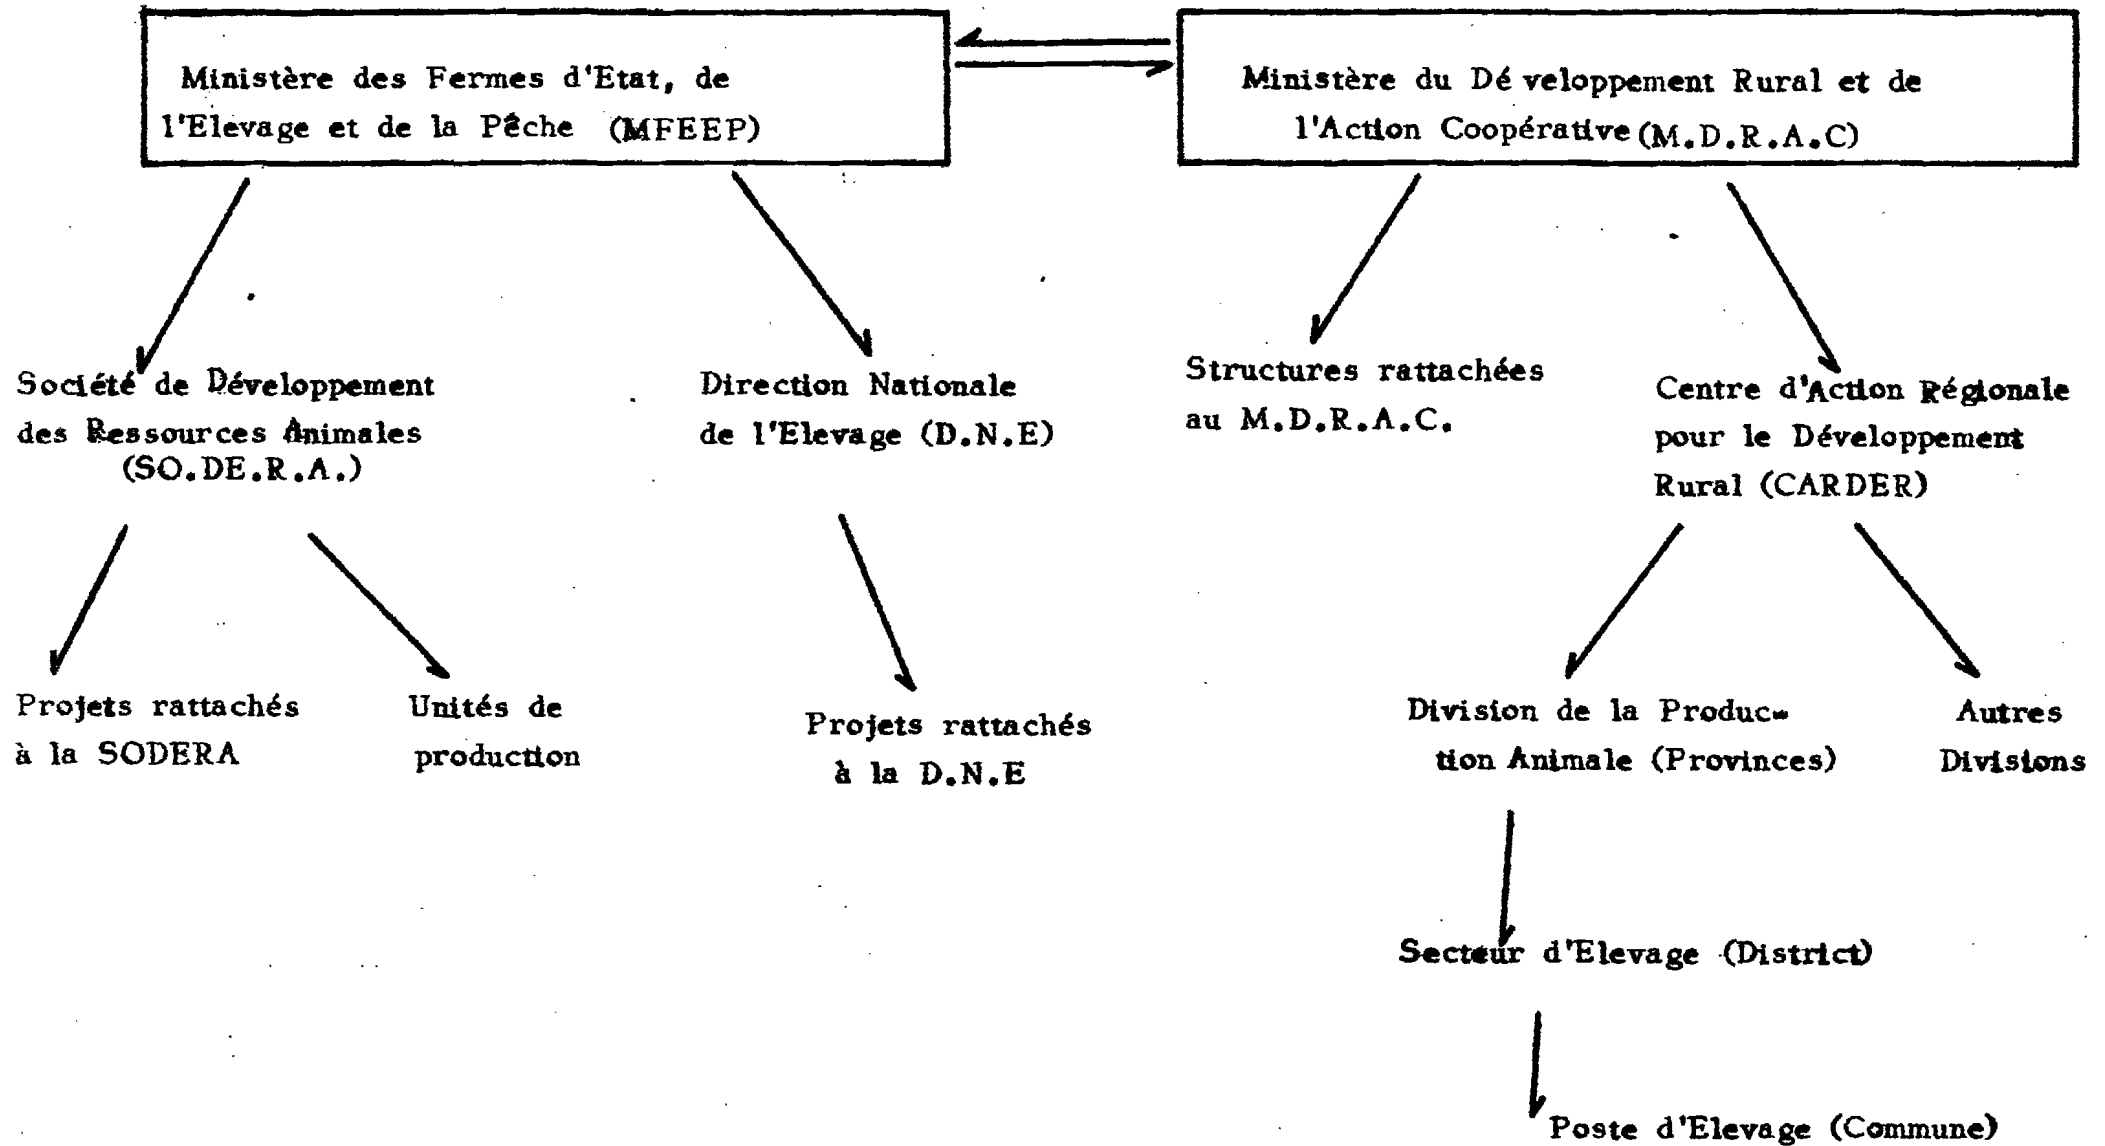 Ministère des Fermes d'Etat, de
l'Elevage et de la Pêche (MFEEP)
Ministère du Dé veloppement Rural et de
l'Action Coopérative (M.D.R.A.C)
Société de Développement
des Ressources Animales
(SO.DE.R.A.)
Direction Nationale
de l'Elevage (D.N.E)
Structures rattachées
au M.D.R.A.C.
Centre d'Action Régionale
pour le Développement
Rural (CARDER)
Projets rattachés
à la SODERA
Unités de
production
Projets rattachés
à la D.N.E
Division de la Produc-
tion Animale (Provinces)
Autres
Divisions
Secteur d'Elevage (District)
Poste d'Elevage (Commune)